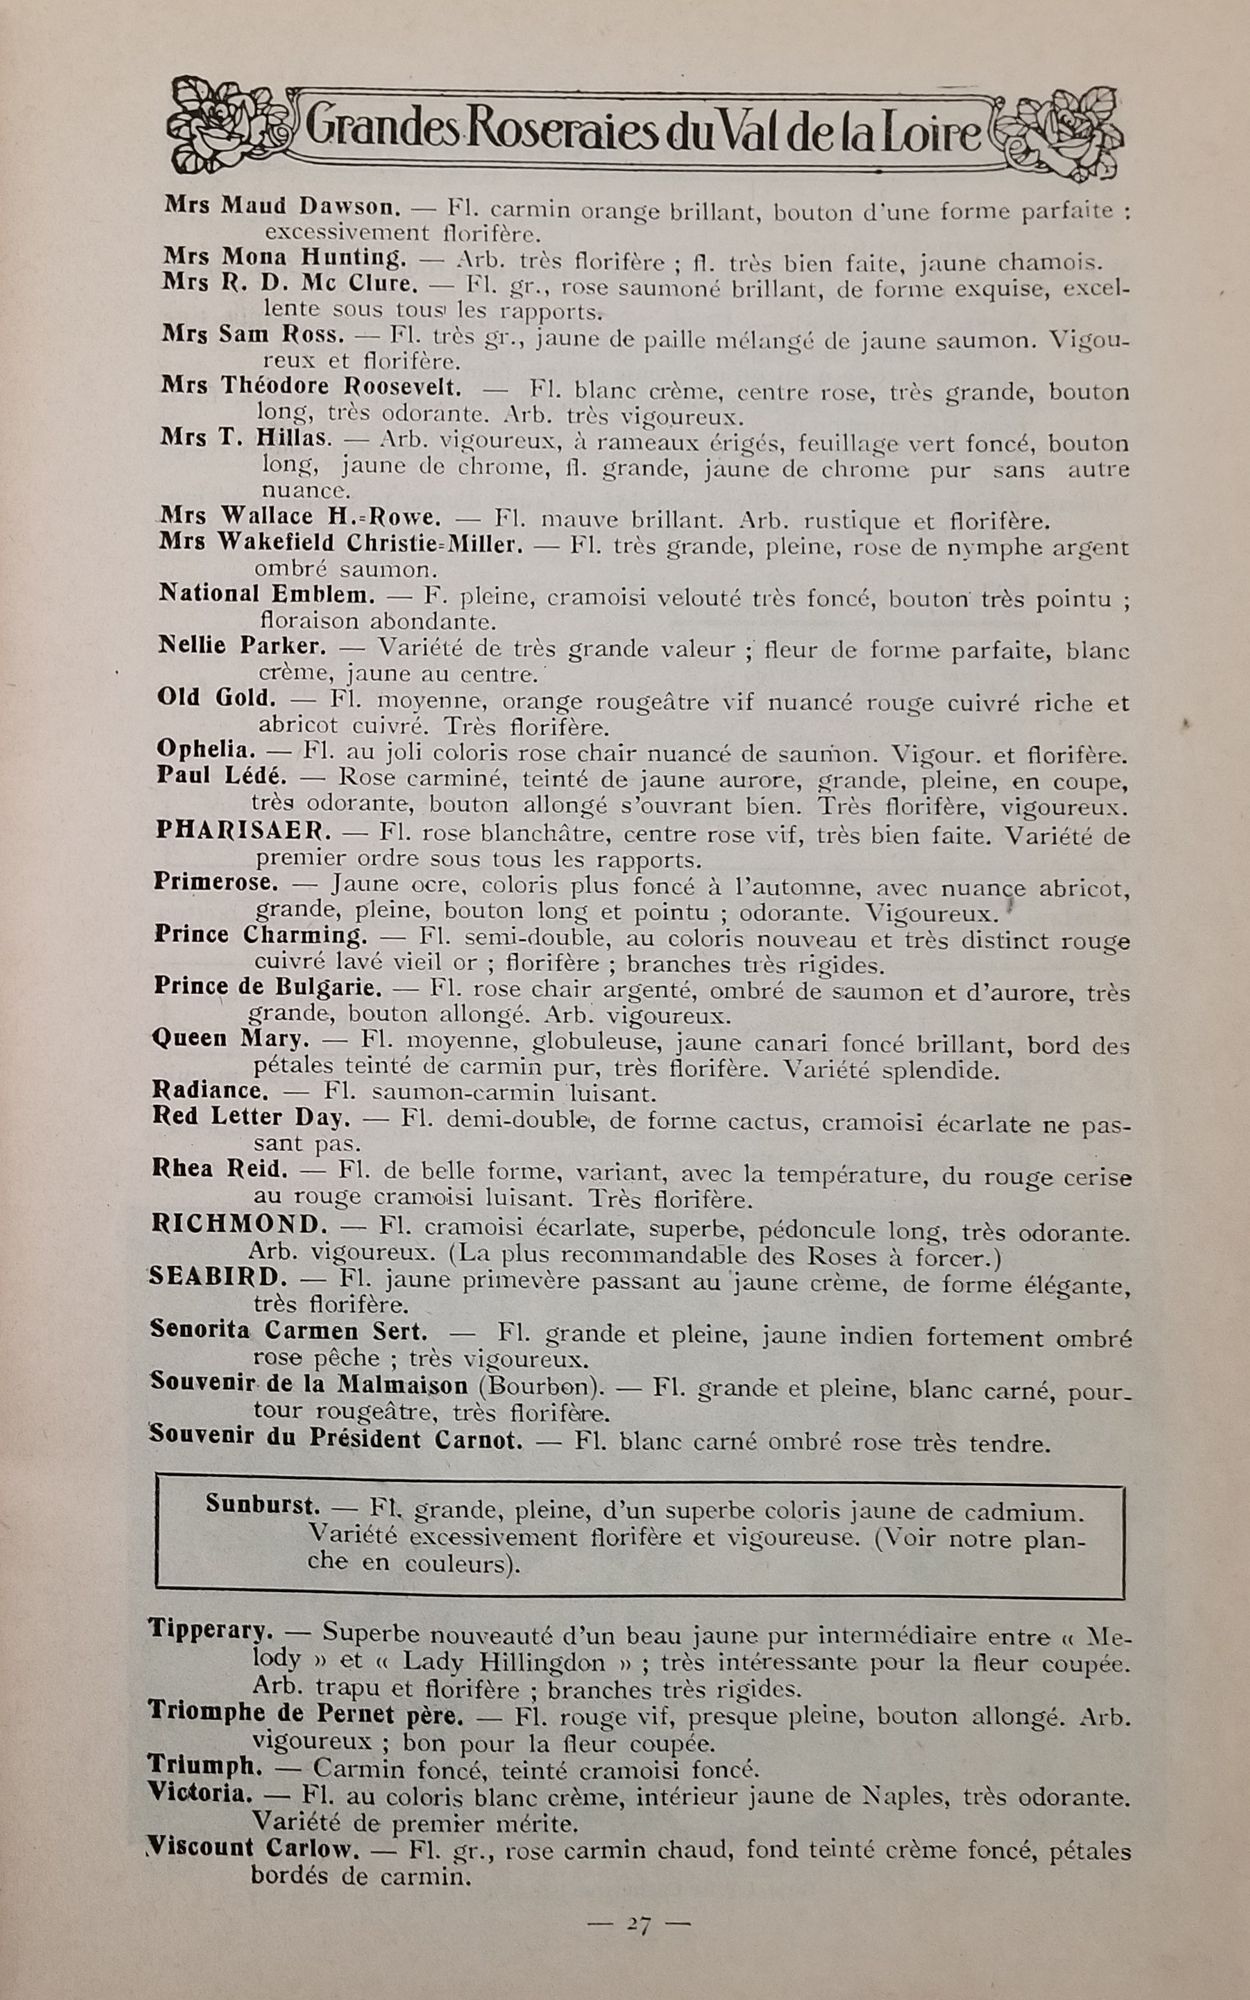 Grandes Roseraies du Val de la Loire
Mrs Maud Dawson. — Fl. carmin orange brillant, bouton d'une forme parfaite :
excessivement florifère.
Mrs Mona Hunting. — Arb. très florifère ; fl. très bien faite, jaune chamois.
Mrs R. D. Mc Clure. — Fl. gr., rose saumoné brillant, de forme exquise, excel-
lente sous tous les rapports.
Mrs Sam Ross. — Fl. très gr., jaune de paille mélangé de jaune saumon. Vigou-
reux et florifère.
Mrs Théodore Roosevelt. — Fl. blanc crème, centre rose, très grande, bouton
long, très odorante. Arb. très vigoureux.
Mrs T. Hillas. — Arb. vigoureux, à rameaux érigés, feuillage vert foncé, bouton
long, jaune de chrome, fl. grande, jaune de chrome pur sans autre
nuance.
Mrs Wallace H.-Rowe. — Fl. mauve brillant. Arb. rustique et florifère.
Mrs Wakefield Christie-Miller. — Fl. très grande, pleine, rose de nymphe argent
ombré saumon.
National Emblem. — F. pleine, cramoisi velouté très foncé, bouton très pointu ;
floraison abondante.
Nellie Parker. — Variété de très grande valeur ; fleur de forme parfaite, blanc
crème, jaune au centre.
Old Gold. — Fl. moyenne, orange rougeâtre vif nuancé rouge cuivré riche et
abricot cuivré. Très florifère.
Ophelia. — Fl. au joli coloris rose chair nuancé de saumon. Vigour. et florifère.
Paul Lédé. — Rose carminé, teinté de jaune aurore, grande, pleine, en coupe,
très odorante, bouton allongé s'ouvrant bien. Très florifère, vigoureux.
PHARISAER. — Fl. rose blanchâtre, centre rose vif, très bien faite. Variété de
premier ordre sous tous les rapports.
Primerose. — Jaune ocre, coloris plus foncé à l'automne, avec nuance abricot,
grande, pleine, bouton long et pointu ; odorante. Vigoureux.
Prince Charming. — Fl. semi-double, au coloris nouveau et très distinct rouge
cuivré lavé vieil or ; florifère ; branches très rigides.
Prince de Bulgarie. — Fl. rose chair argenté, ombré de saumon et d'aurore, très
grande, bouton allongé. Arb. vigoureux.
Queen Mary. — Fl. moyenne, globuleuse, jaune canari foncé brillant, bord des
pétales teinté de carmin pur, très florifère. Variété splendide.
Radiance. — Fl. saumon-carmin luisant.
Red Letter Day. — Fl. demi-double, de forme cactus, cramoisi écarlate ne pas-
sant pas.
Rhea Reid. — Fl. de belle forme, variant, avec la température, du rouge cerise
au rouge cramoisi luisant. Très florifère.
RICHMOND. — Fl. cramoisi écarlate, superbe, pédoncule long, très odorante.
Arb. vigoureux. (La plus recommandable des Roses à forcer.)
SEABIRD. — Fl. jaune primevère passant au jaune crème, de forme élégante,
très florifère.
Senorita Carmen Sert. — Fl. grande et pleine, jaune indien fortement ombré
rose pêche ; très vigoureux.
Souvenir de la Malmaison (Bourbon). — Fl. grande et pleine, blanc carné, pour-
tour rougeâtre, très florifère.
Souvenir du Président Carnot. — Fl. blanc carné ombré rose très tendre.
Sunburst. — Fl. grande, pleine, d'un superbe coloris jaune de cadmium.
Variété excessivement florifère et vigoureuse. (Voir notre plan-
che en couleurs).
Tipperary. — Superbe nouveauté d'un beau jaune pur intermédiaire entre « Me-
lody » et « Lady Hillingdon » ; très intéressante pour la fleur coupée.
Arb. trapu et florifère ; branches très rigides.
Triomphe de Pernet père. — Fl. rouge vif, presque pleine, bouton allongé. Arb.
vigoureux ; bon pour la fleur coupée.
Triumph. — Carmin foncé, teinté cramoisi foncé.
Victoria. — Fl. au coloris blanc crème, intérieur jaune de Naples, très odorante.
Variété de premier mérite.
Viscount Carlow. — Fl. gr., rose carmin chaud, fond teinté crème foncé, pétales
bordés de carmin.
— 27 —